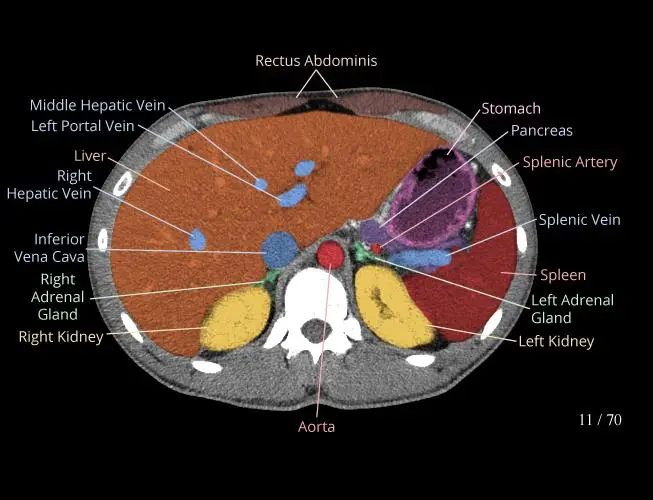 Rectus Abdominis
Middle Hepatic Vein
Left Portal Vein
Liver
Right
Hepatic Vein
Inferior
Vena Cava
Right
Adrenal
Gland
Right Kidney
Stomach
Pancreas
Splenic Artery
Splenic Vein
Spleen
Left Adrenal
Gland
Left Kidney
Aorta
11 / 70